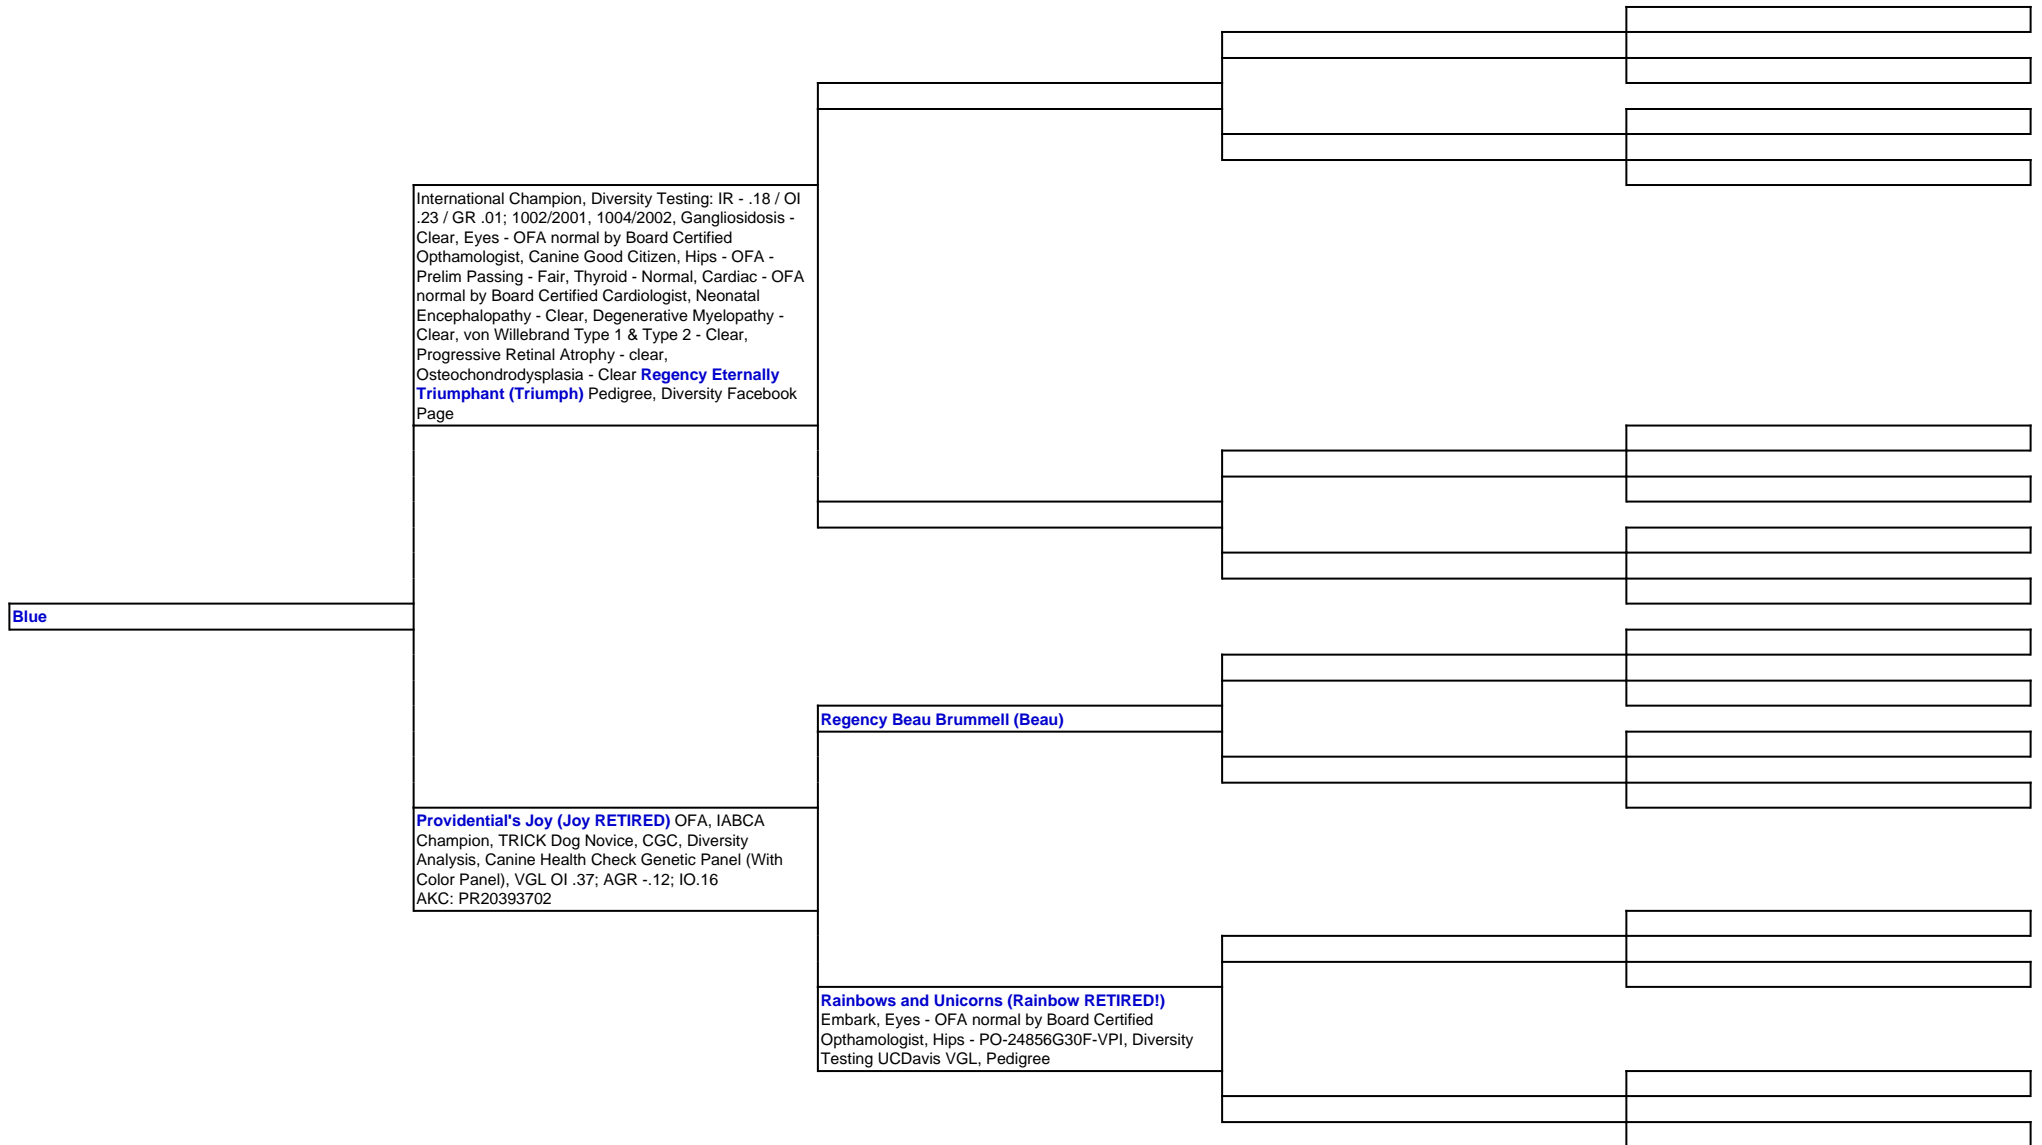 International Champion, Diversity Testing: IR - .18 / OI
.23 / GR .01; 1002/2001, 1004/2002, Gangliosidosis -
Clear, Eyes - OFA normal by Board Certified
Opthamologist, Canine Good Citizen, Hips - OFA -
Prelim Passing - Fair, Thyroid - Normal, Cardiac - OFA
normal by Board Certified Cardiologist, Neonatal
Encephalopathy - Clear, Degenerative Myelopathy -
Clear, von Willebrand Type 1 & Type 2 - Clear,
Progressive Retinal Atrophy - clear,
Osteochondrodysplasia - Clear Regency Eternally
Triumphant (Triumph) Pedigree, Diversity Facebook
Page
Blue
Regency Beau Brummell (Beau)
Providential's Joy (Joy RETIRED) OFA, IABCA
Champion, TRICK Dog Novice, CGC, Diversity
Analysis, Canine Health Check Genetic Panel (With
Color Panel), VGL OI .37; AGR -.12; IO.16
AKC: PR20393702
Rainbows and Unicorns (Rainbow RETIRED!)
Embark, Eyes - OFA normal by Board Certified
Opthamologist, Hips - PO-24856G30F-VPI, Diversity
Testing UCDavis VGL, Pedigree